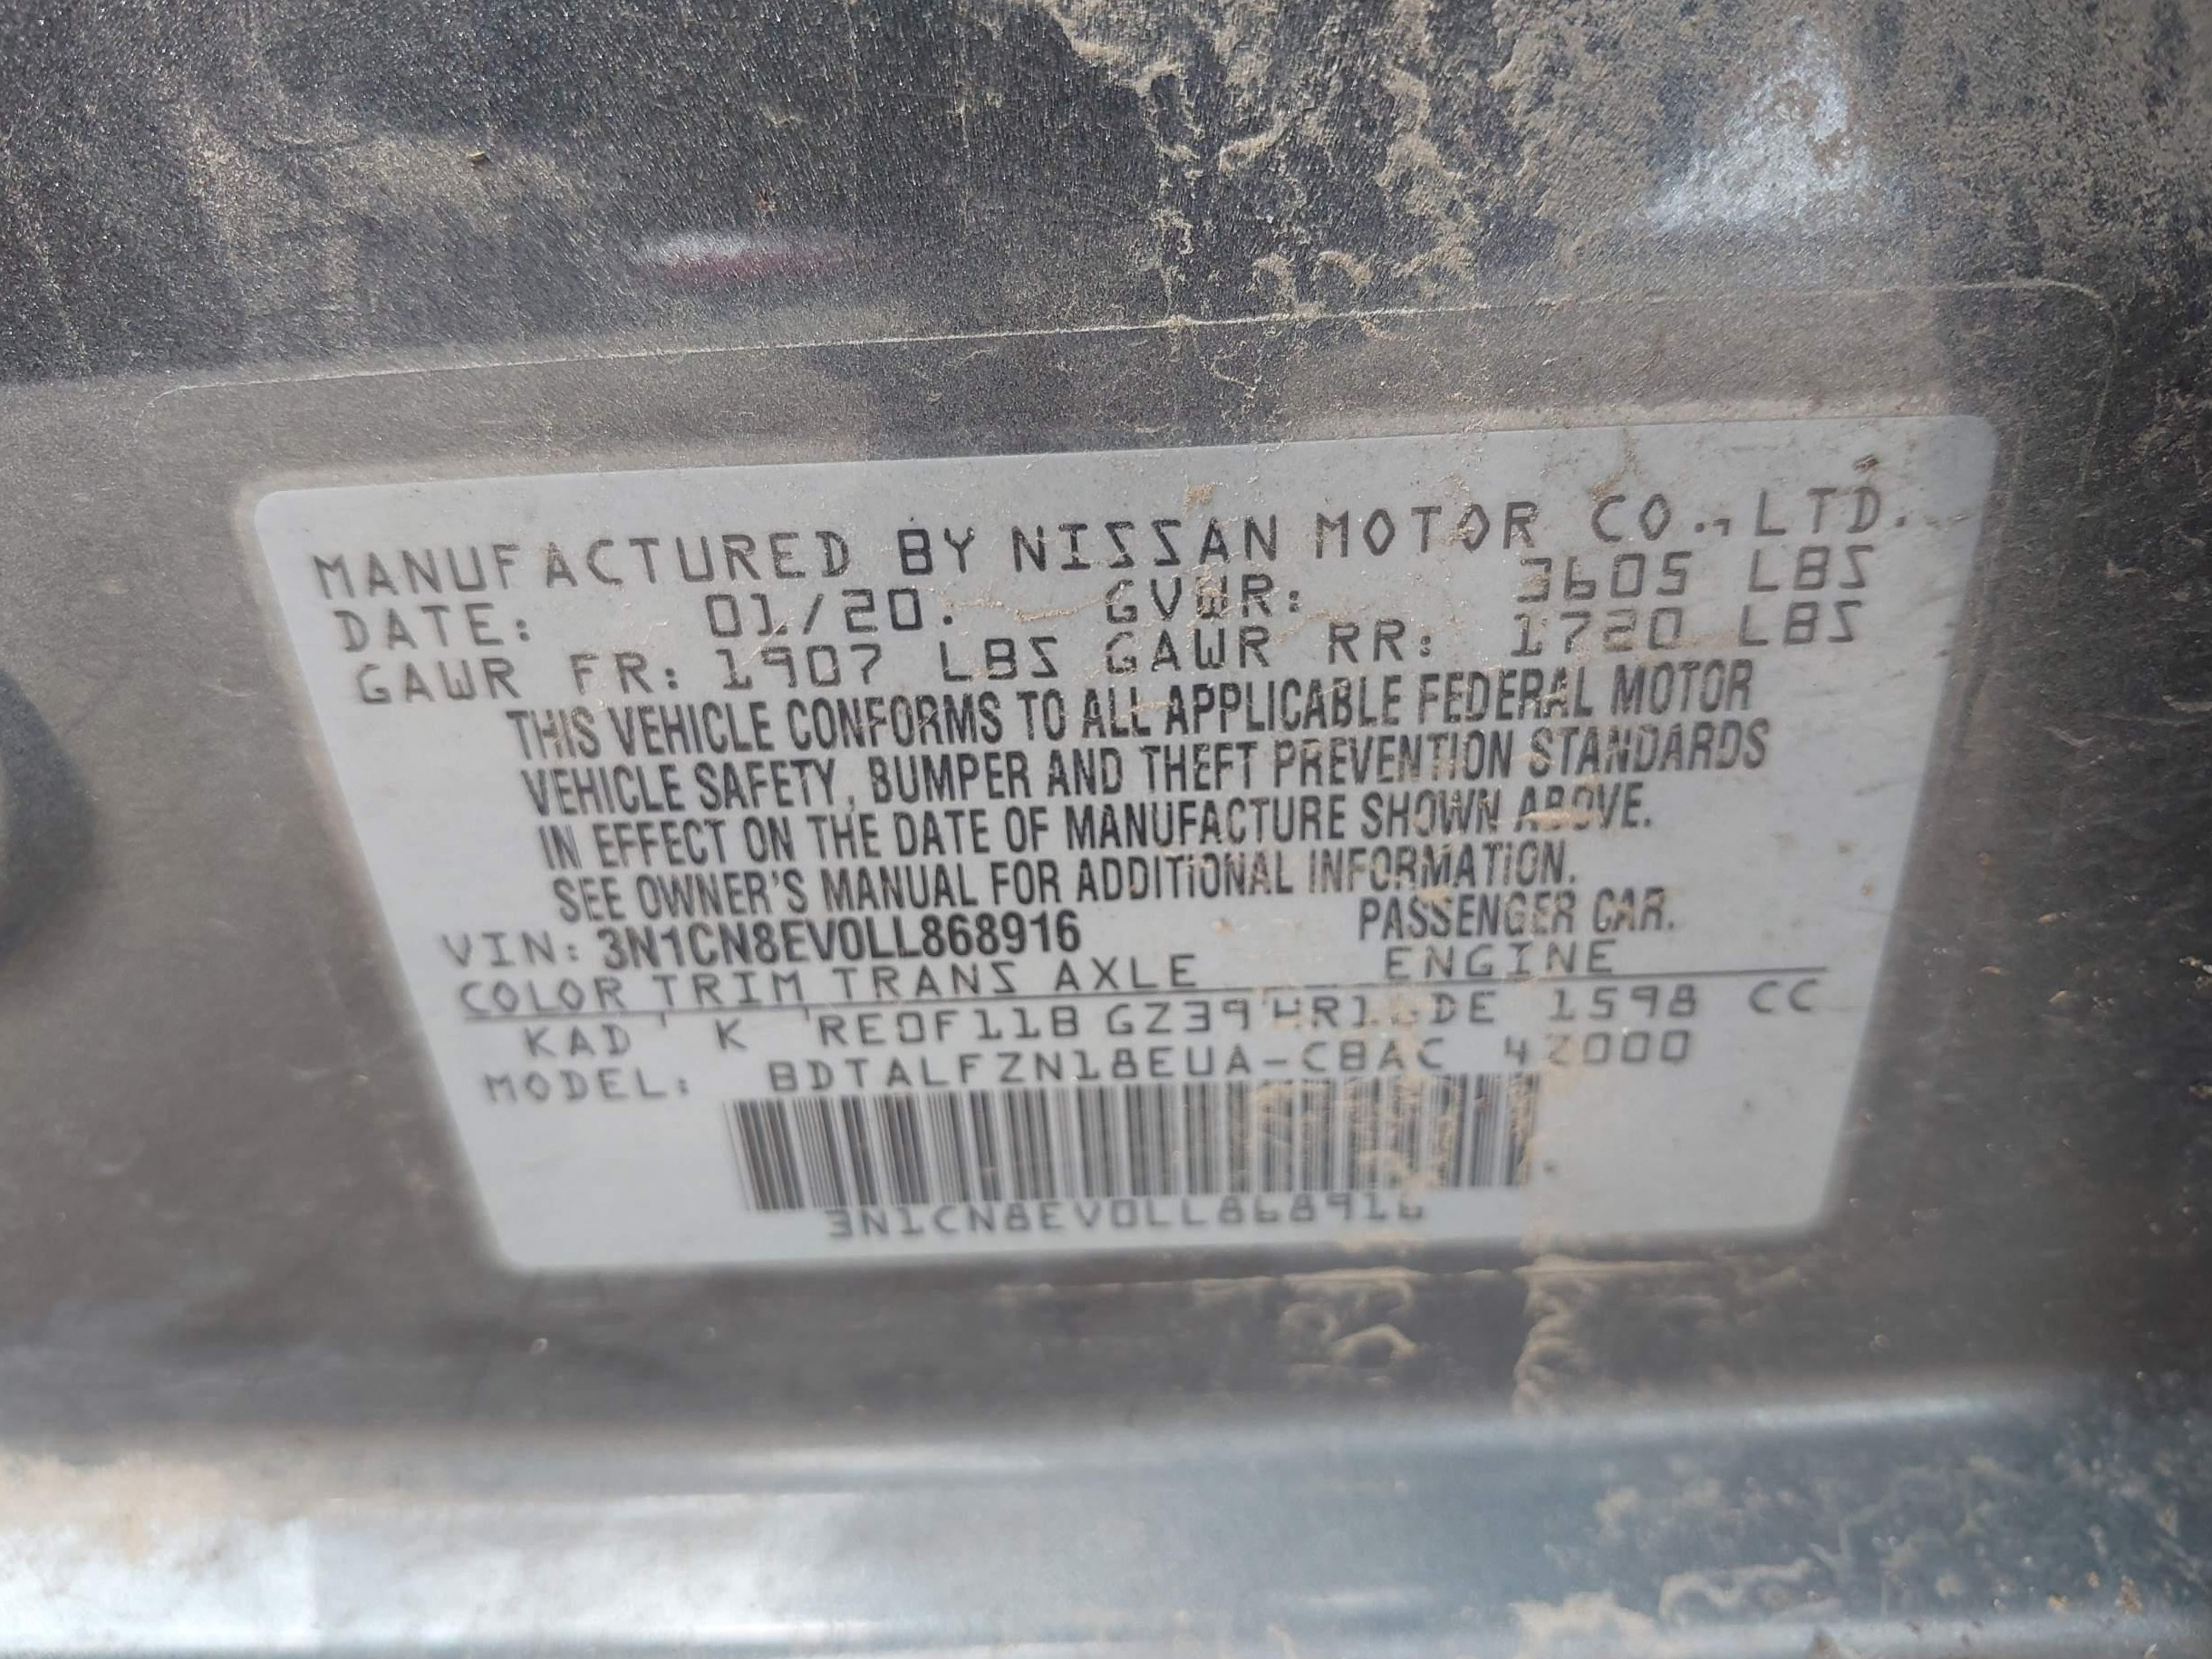 MANUFACTURED BY NISSAN MOTOR CO.,LTD.
DATE: 01/20. GVWR: 3605 LBS
GAWR FR: 1907 LBS GAWR RR: 1720 LBS
THIS VEHICLE CONFORMS TO ALL APPLICABLE FEDERAL MOTOR
VEHICLE SAFETY, BUMPER AND THEFT PREVENTION STANDARDS
IN EFFECT ON THE DATE OF MANUFACTURE SHOWN ABOVE.
SEE OWNER'S MANUAL FOR ADDITIONAL INFORMATION.
VIN: 3N1CN8EV0LL868916 PASSENGER CAR.
COLOR TRIM TRANS AXLE ENGINE
KAD K RE0F11B GZ39 1598 CC
MODEL: BDTALFZN18EUA-CBAC 42000
3N1CN8EV0LL868916